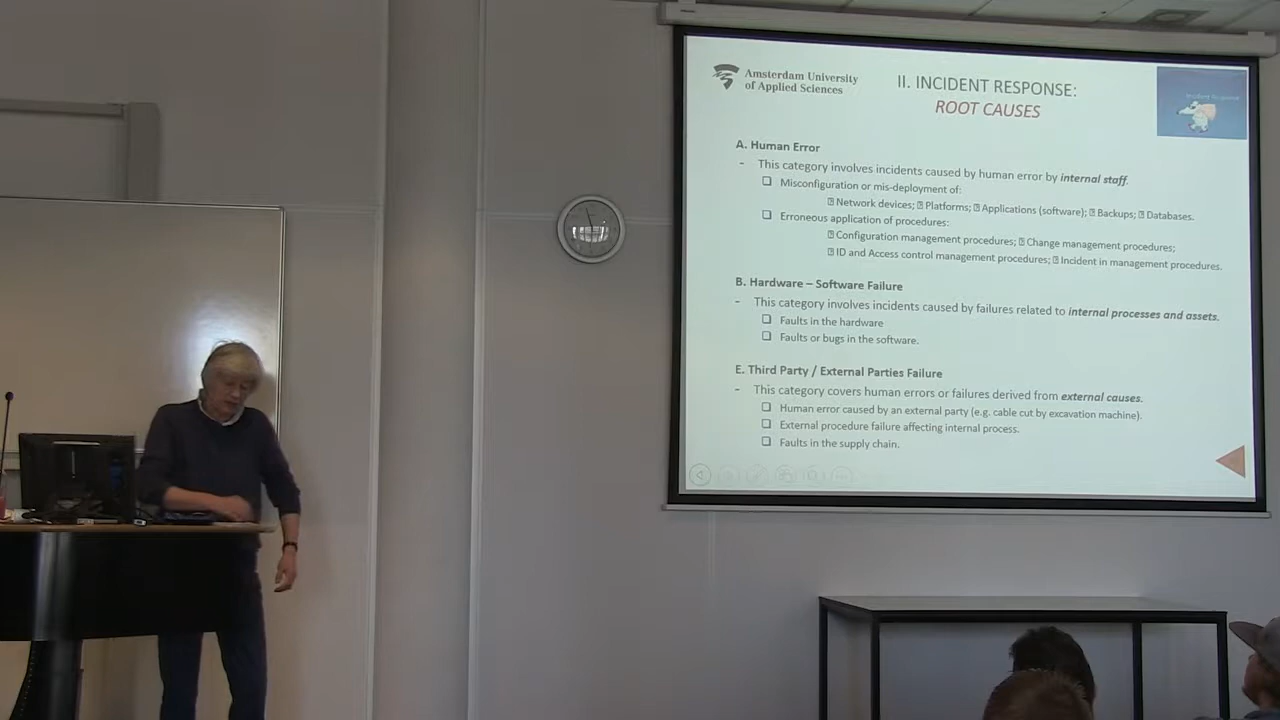 Amsterdam University
of Applied Sciences
II. INCIDENT RESPONSE:
ROOT CAUSES
Incident Response
A. Human Error
- This category involves incidents caused by human error by internal staff.
❑ Misconfiguration or mis-deployment of:
⍰ Network devices; ⍰ Platforms; ⍰ Applications (software); ⍰ Backups; ⍰ Databases.
❑ Erroneous application of procedures:
⍰ Configuration management procedures; ⍰ Change management procedures;
⍰ ID and Access control management procedures; ⍰ Incident in management procedures.
B. Hardware – Software Failure
- This category involves incidents caused by failures related to internal processes and assets.
❑ Faults in the hardware
❑ Faults or bugs in the software.
E. Third Party / External Parties Failure
- This category covers human errors or failures derived from external causes.
❑ Human error caused by an external party (e.g. cable cut by excavation machine).
❑ External procedure failure affecting internal process.
❑ Faults in the supply chain.